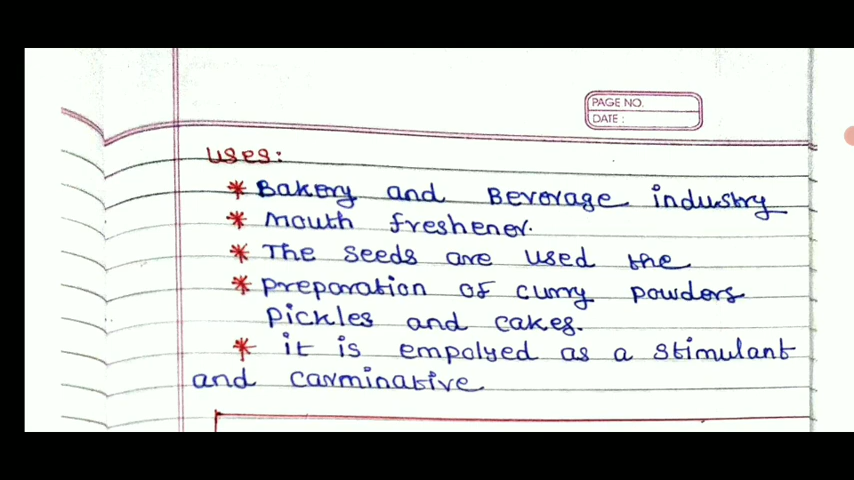 PAGE NO.
DATE :
uses:
* Bakery and Beverage industry
* Mouth freshener.
* The seeds are used the
* preparation of curry powders
pickles and cakes.
* it is empolyed as a stimulant
and carminative